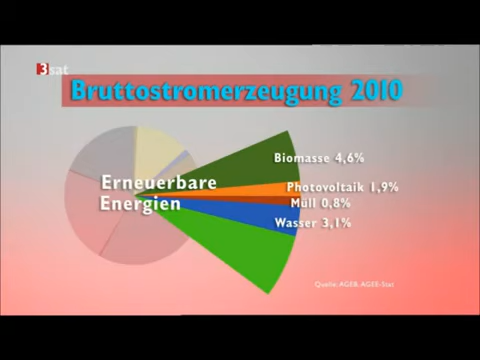 3sat
Bruttostromerzeugung 2010
Biomasse 4,6%
Erneuerbare
Energien
Photovoltaik 1,9%
Müll 0,8%
Wasser 3,1%
Quelle: AGEB, AGEE-Stat